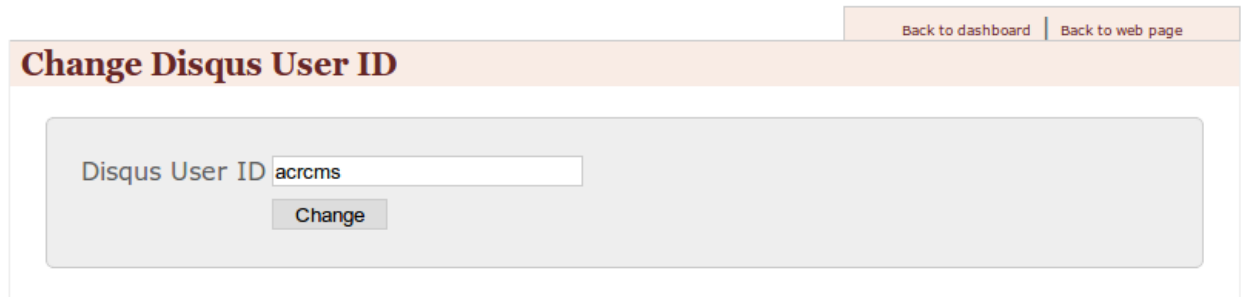 Back to dashboard | Back to web page
Change Disqus User ID
Disqus User ID acrcms
Change